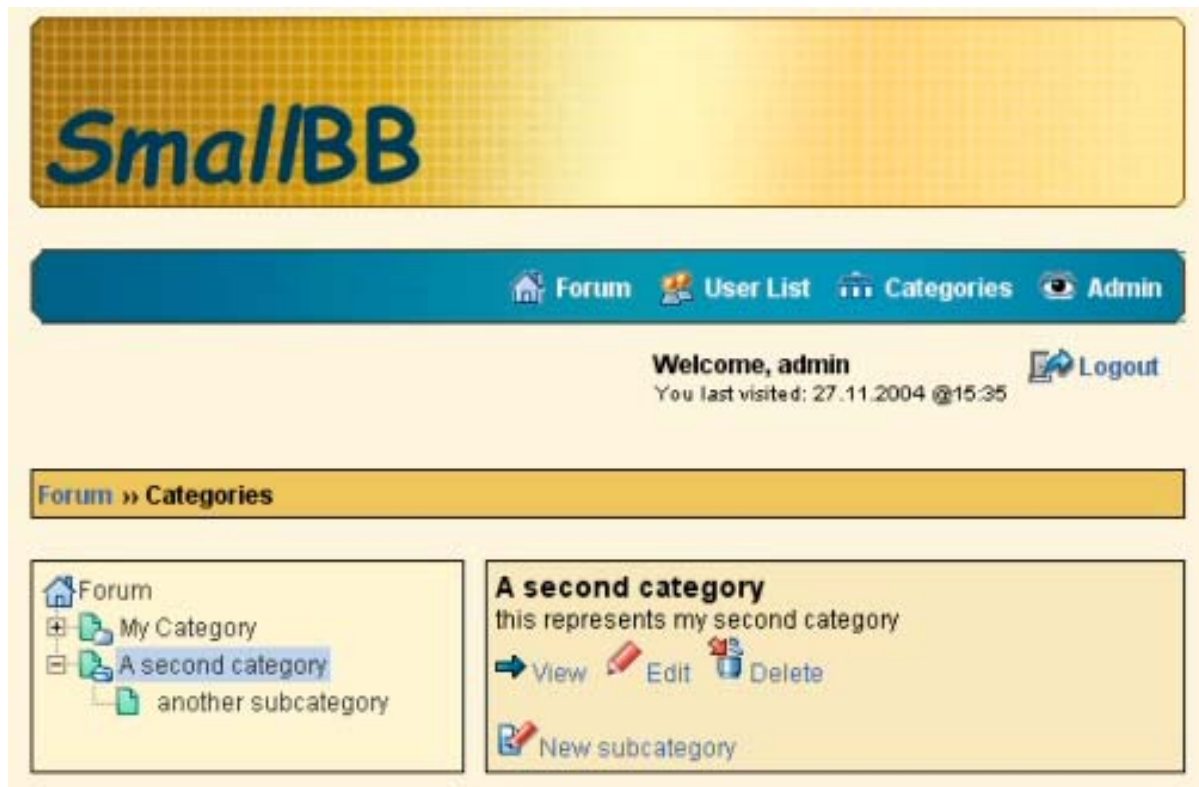 SmallBB
Forum User List Categories Admin
Welcome, admin Logout
You last visited: 27.11.2004 @15:35
Forum » Categories
Forum
My Category
A second category
another subcategory
A second category
this represents my second category
View Edit Delete
New subcategory